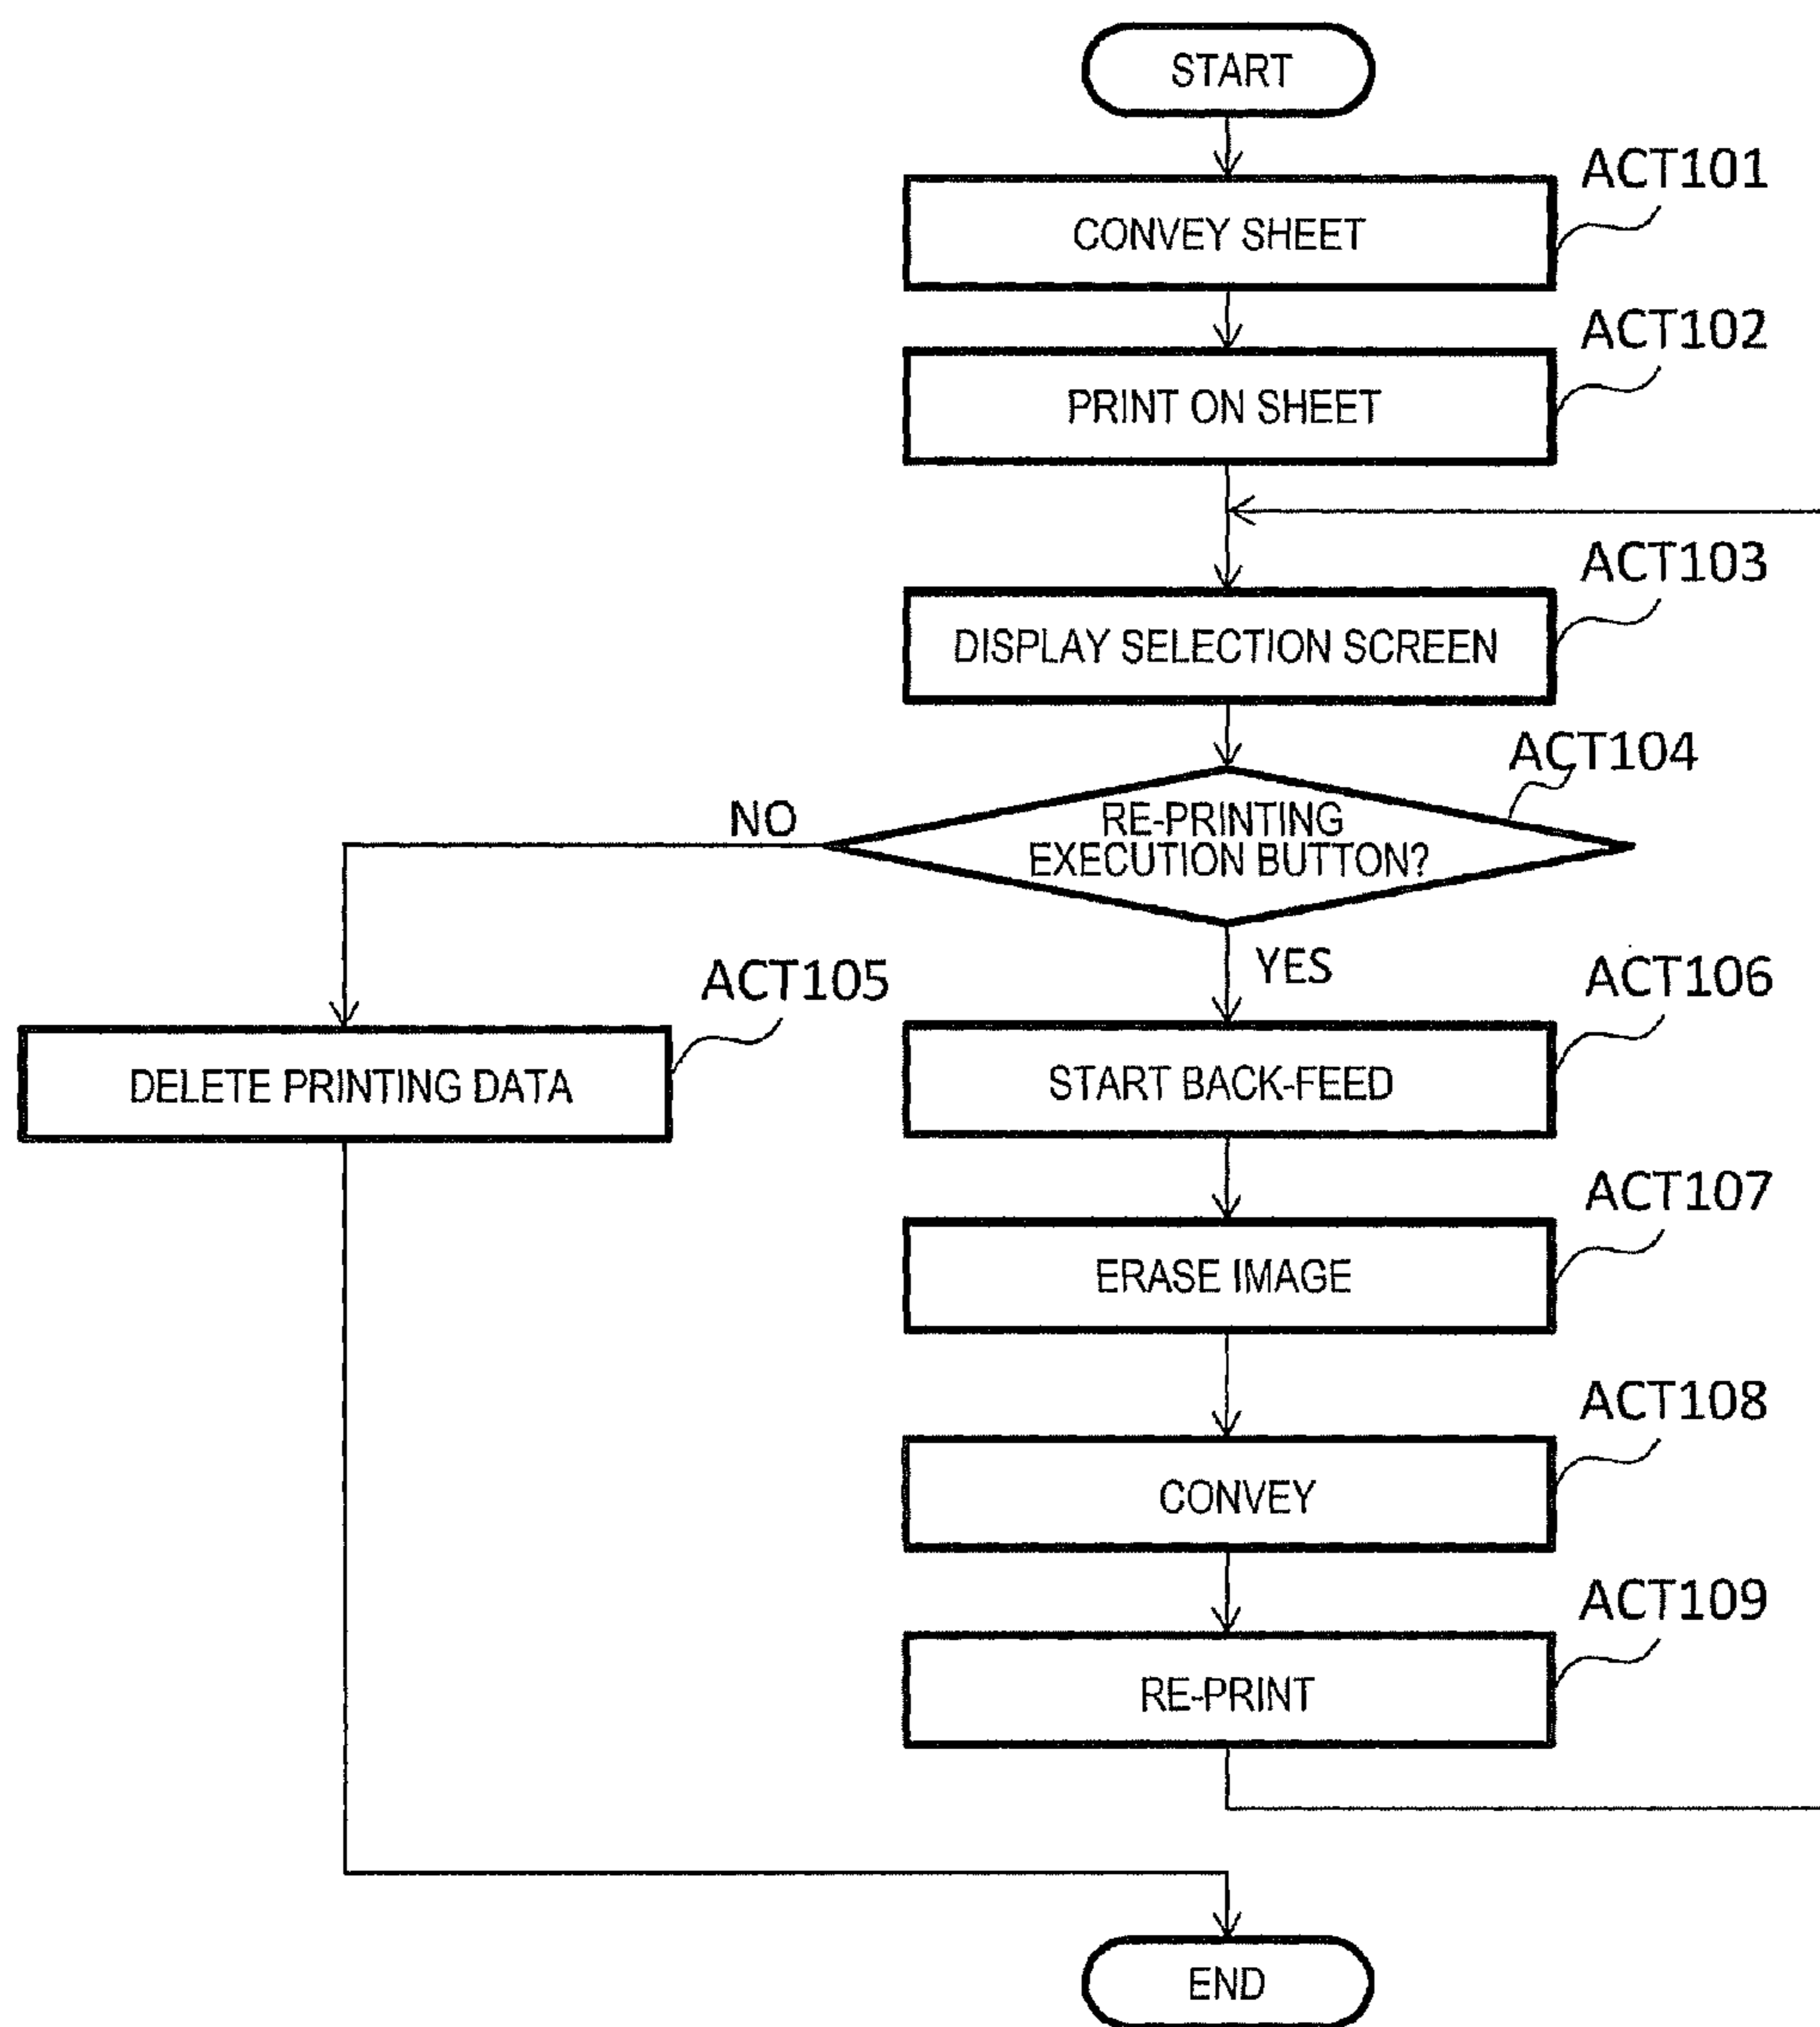 START
ACT101
CONVEY SHEET
ACT102
PRINT ON SHEET
ACT103
DISPLAY SELECTION SCREEN
ACT104
NO
RE-PRINTING
EXECUTION BUTTON?
YES
ACT105
DELETE PRINTING DATA
ACT106
START BACK-FEED
ACT107
ERASE IMAGE
ACT108
CONVEY
ACT109
RE-PRINT
END